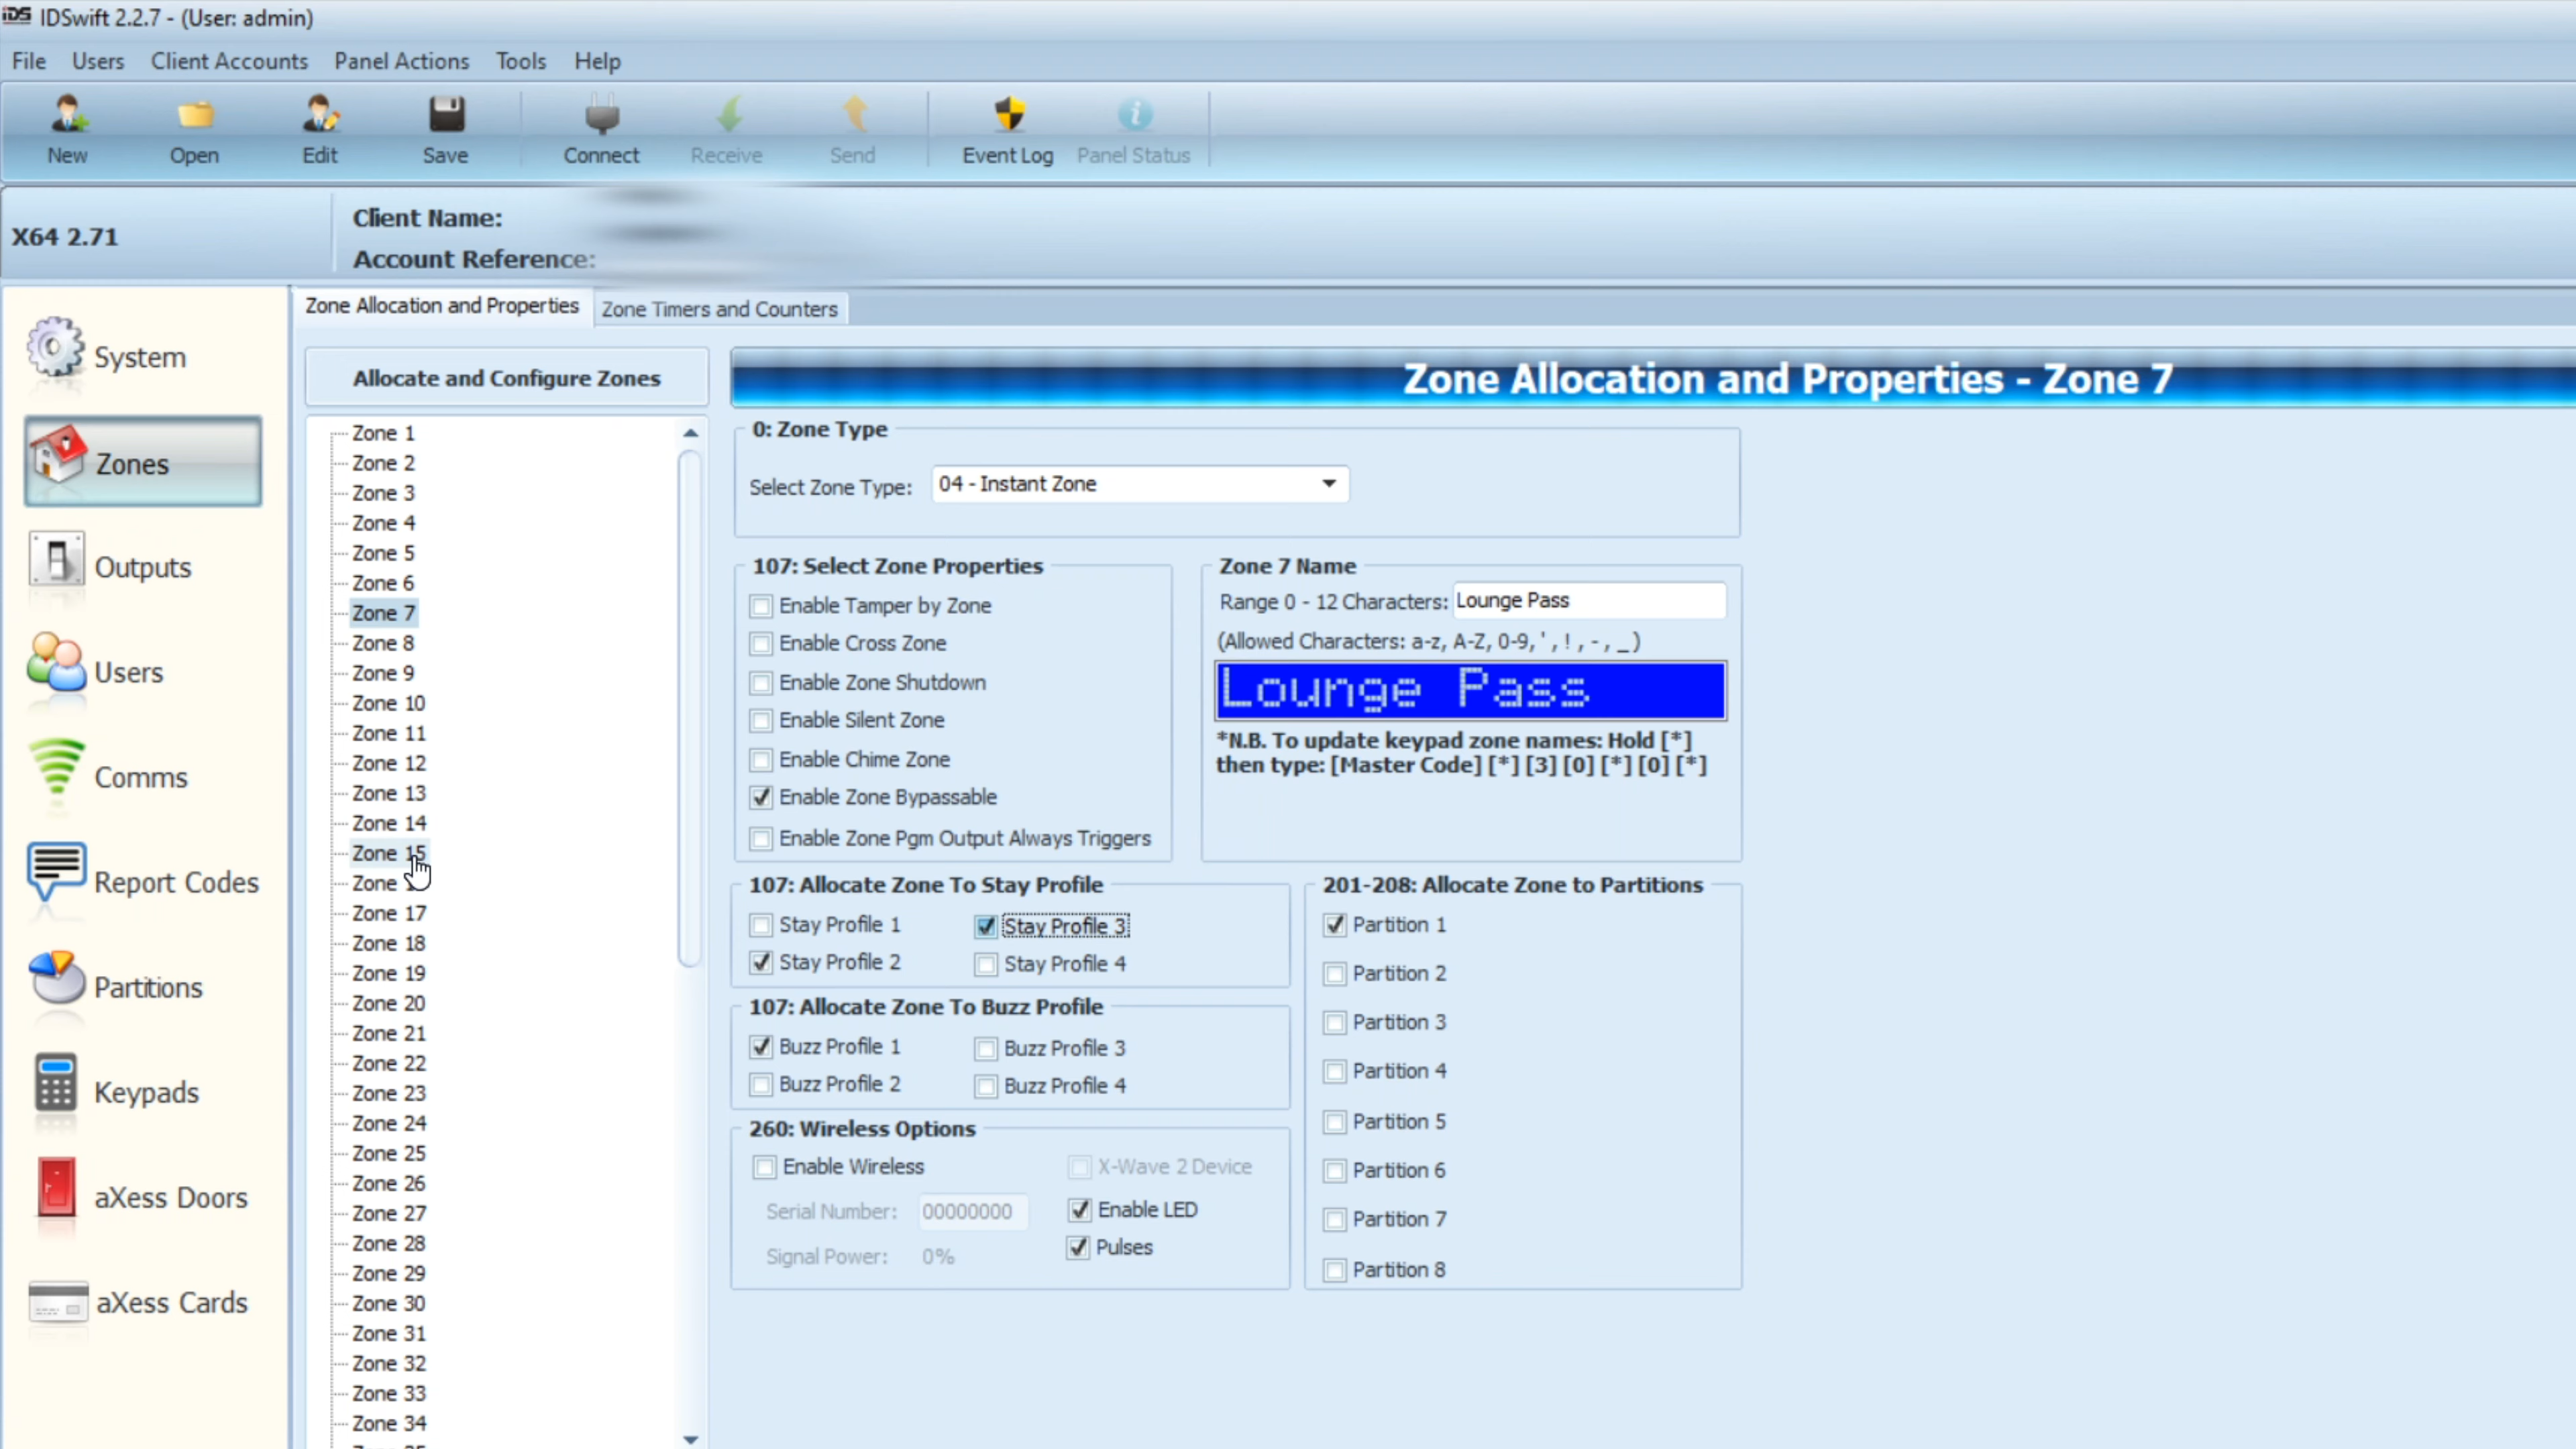 IDS IDSwift 2.2.7 - (User: admin)
File Users Client Accounts Panel Actions Tools Help
New Open Edit Save Connect Receive Send Event Log Panel Status
X64 2.71
Client Name:
Account Reference:
System
Zones
Outputs
Users
Comms
Report Codes
Partitions
Keypads
aXess Doors
aXess Cards
Zone Allocation and Properties
Zone Timers and Counters
Allocate and Configure Zones
Zone 1
Zone 2
Zone 3
Zone 4
Zone 5
Zone 6
Zone 7
Zone 8
Zone 9
Zone 10
Zone 11
Zone 12
Zone 13
Zone 14
Zone 15
Zone
Zone 17
Zone 18
Zone 19
Zone 20
Zone 21
Zone 22
Zone 23
Zone 24
Zone 25
Zone 26
Zone 27
Zone 28
Zone 29
Zone 30
Zone 31
Zone 32
Zone 33
Zone 34
Zone Allocation and Properties - Zone 7
0: Zone Type
Select Zone Type: 04 - Instant Zone
107: Select Zone Properties
Enable Tamper by Zone
Enable Cross Zone
Enable Zone Shutdown
Enable Silent Zone
Enable Chime Zone
Enable Zone Bypassable
Enable Zone Pgm Output Always Triggers
Zone 7 Name
Range 0 - 12 Characters: Lounge Pass
(Allowed Characters: a-z, A-Z, 0-9, ' , ! , - , _ )
Lounge Pass
*N.B. To update keypad zone names: Hold [*]
then type: [Master Code] [*] [3] [0] [*] [0] [*]
107: Allocate Zone To Stay Profile
Stay Profile 1 Stay Profile 3
Stay Profile 2 Stay Profile 4
107: Allocate Zone To Buzz Profile
Buzz Profile 1 Buzz Profile 3
Buzz Profile 2 Buzz Profile 4
260: Wireless Options
Enable Wireless X-Wave 2 Device
Serial Number: 00000000 Enable LED
Signal Power: 0% Pulses
201-208: Allocate Zone to Partitions
Partition 1
Partition 2
Partition 3
Partition 4
Partition 5
Partition 6
Partition 7
Partition 8